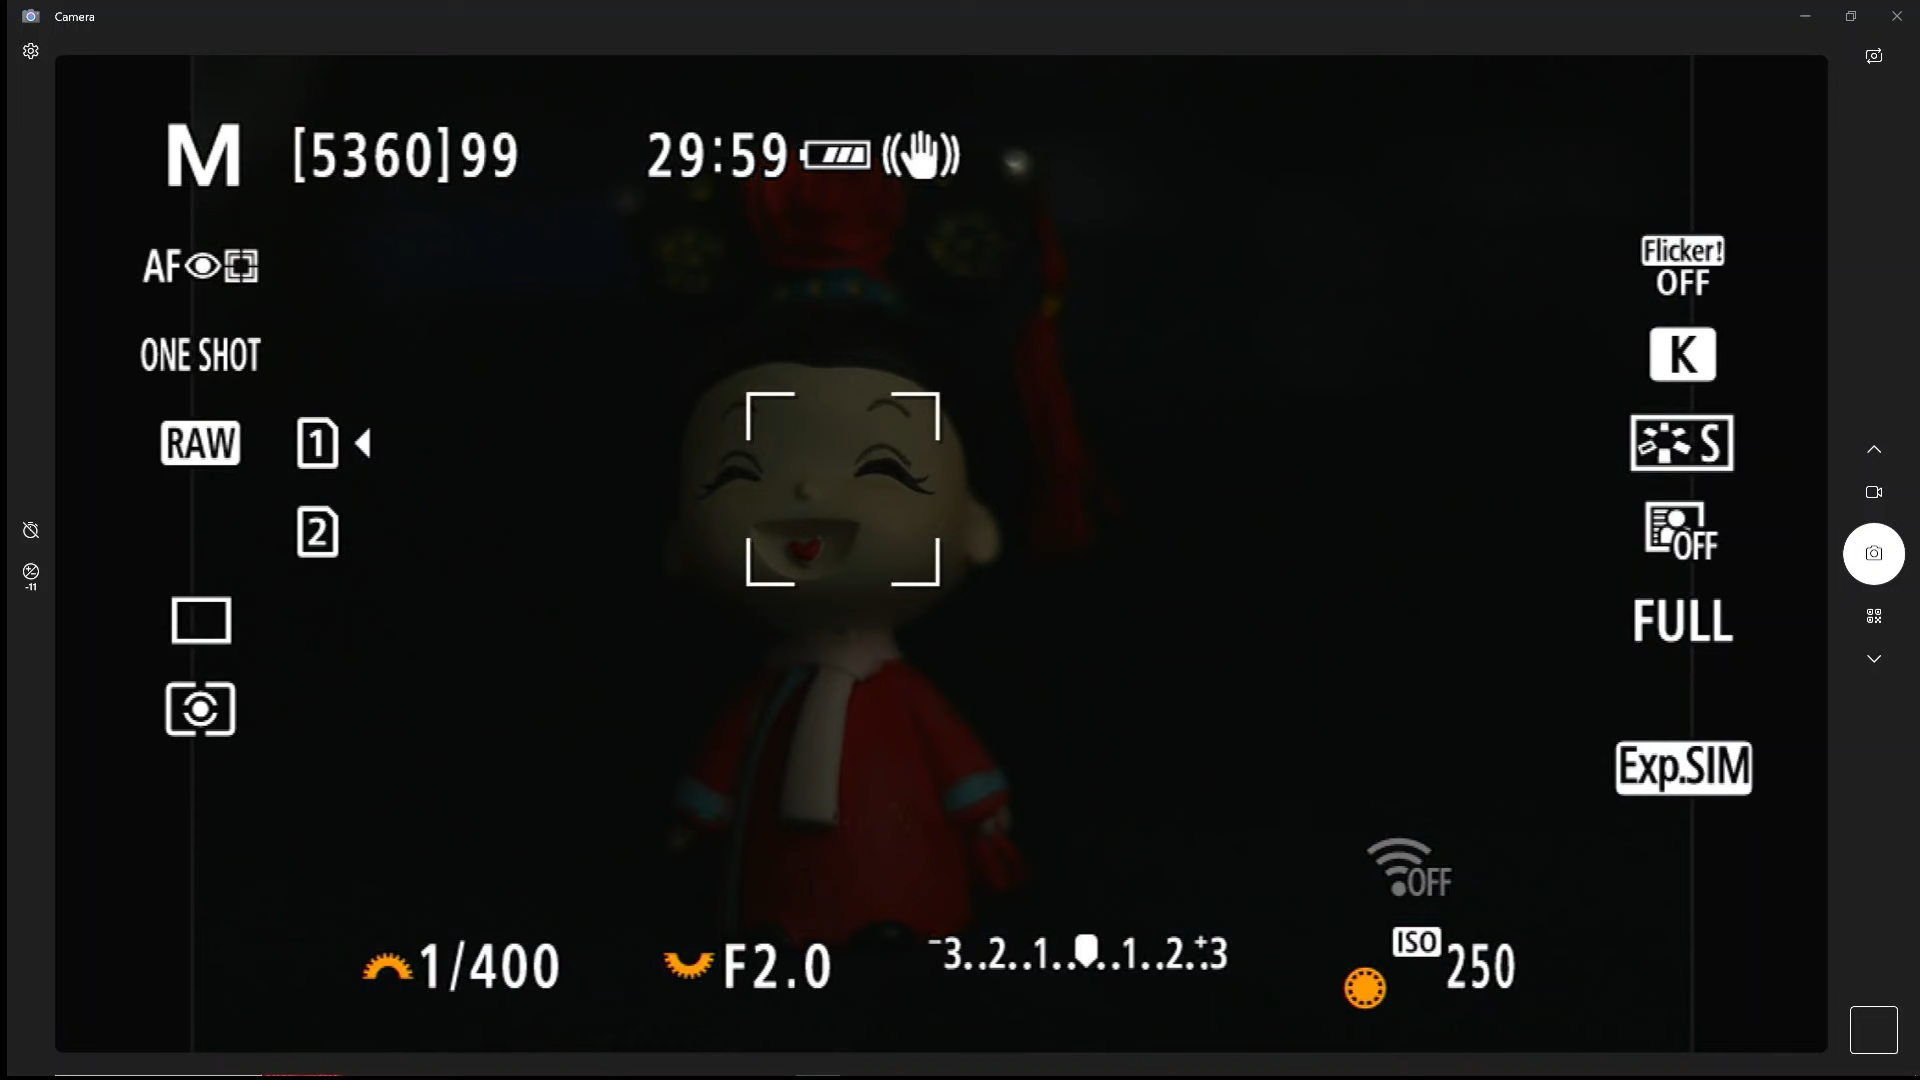 Camera
M [5360]99 29:59
AF
ONE SHOT
RAW 1
2
Flicker!
OFF
K
S
OFF
FULL
Exp.SIM
OFF
-11
1/400 F2.0 -3..2..1....1..2.+3 ISO 250